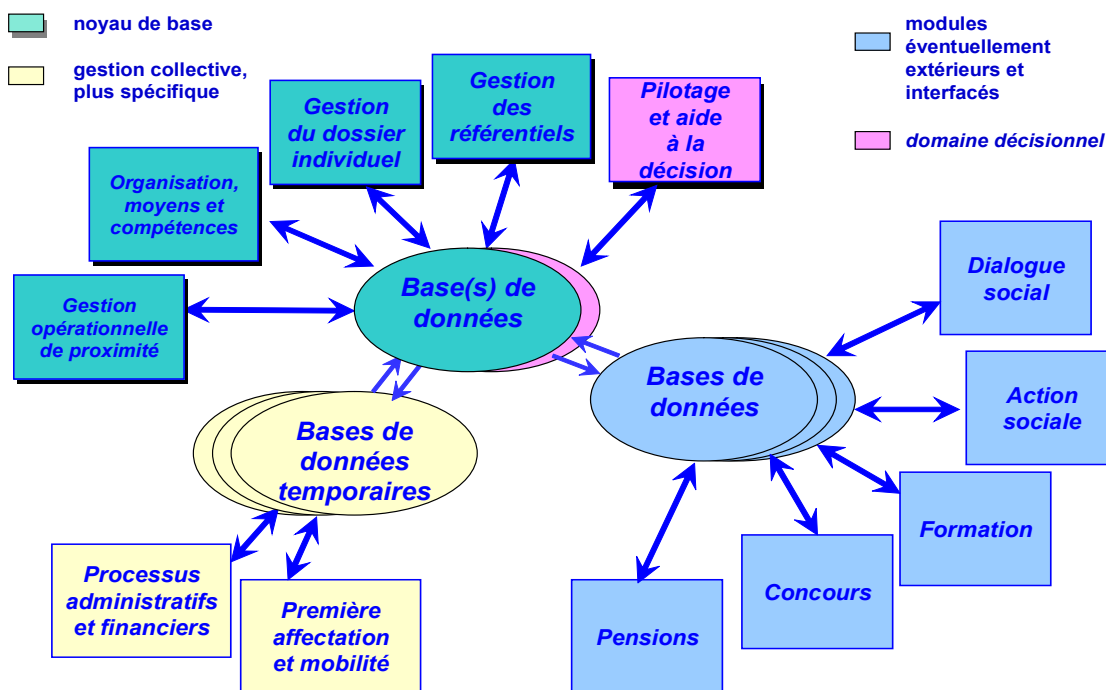 noyau de base
gestion collective,
plus spécifique
modules
éventuellement
extérieurs et
interfacés
domaine décisionnel
Gestion
des
référentiels
Pilotage
et aide
à la
décision
Gestion
du dossier
individuel
Organisation,
moyens et
compétences
Gestion
opérationnelle
de proximité
Base(s) de
données
Bases de
données
Bases de
données
temporaires
Dialogue
social
Action
sociale
Formation
Concours
Pensions
Processus
administratifs
et financiers
Première
affectation
et mobilité